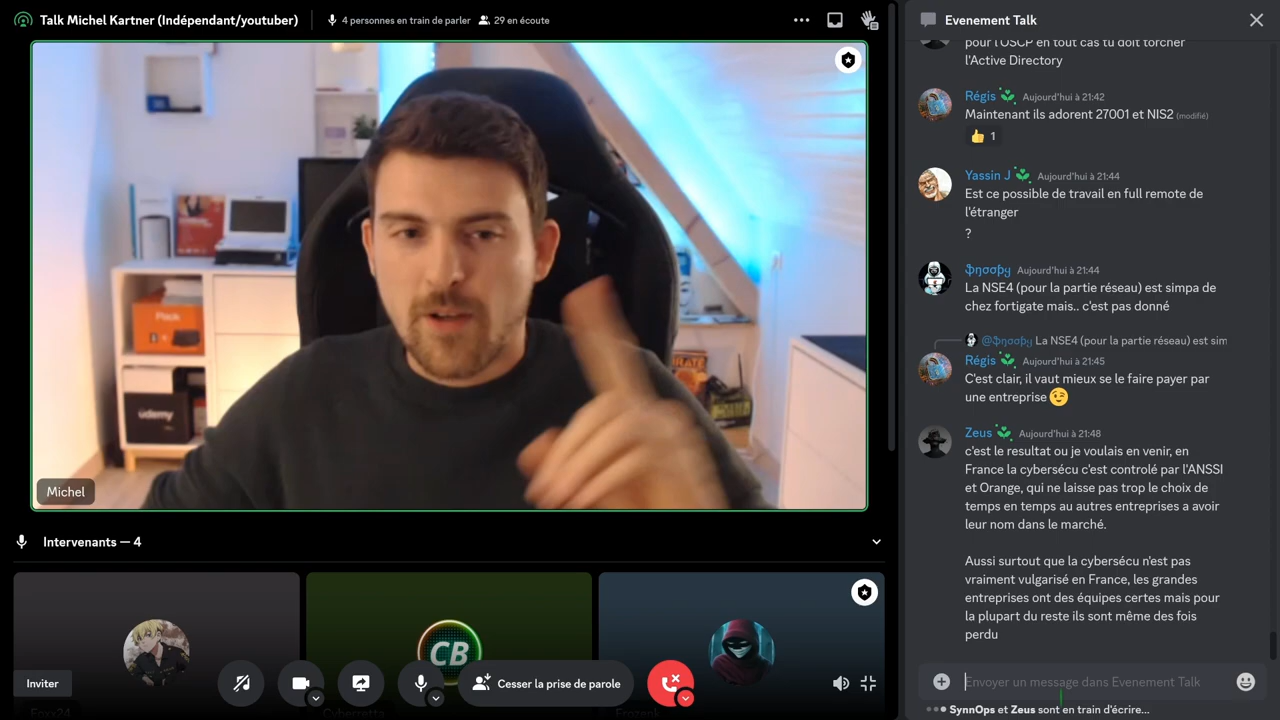 Talk Michel Kartner (Indépendant/youtuber)
4 personnes en train de parler
29 en écoute
Michel
Pack
ûdemy
Intervenants — 4
CB
Inviter
Cesser la prise de parole
Evenement Talk
pour l'OSCP en tout cas tu doit torcher
l'Active Directory
Régis Aujourd'hui à 21:42
Maintenant ils adorent 27001 et NIS2 (modifié)
👍 1
Yassin J Aujourd'hui à 21:44
Est ce possible de travail en full remote de
l'étranger
?
Aujourd'hui à 21:44
La NSE4 (pour la partie réseau) est simpa de
chez fortigate mais.. c'est pas donné
La NSE4 (pour la partie réseau) est sim
Régis Aujourd'hui à 21:45
C'est clair, il vaut mieux se le faire payer par
une entreprise 😉
Zeus Aujourd'hui à 21:48
c'est le resultat ou je voulais en venir, en
France la cybersécu c'est controlé par l'ANSSI
et Orange, qui ne laisse pas trop le choix de
temps en temps au autres entreprises a avoir
leur nom dans le marché.
Aussi surtout que la cybersécu n'est pas
vraiment vulgarisé en France, les grandes
entreprises ont des équipes certes mais pour
la plupart du reste ils sont même des fois
perdu
Envoyer un message dans Evenement Talk
SynnOps et Zeus sont en train d'écrire...